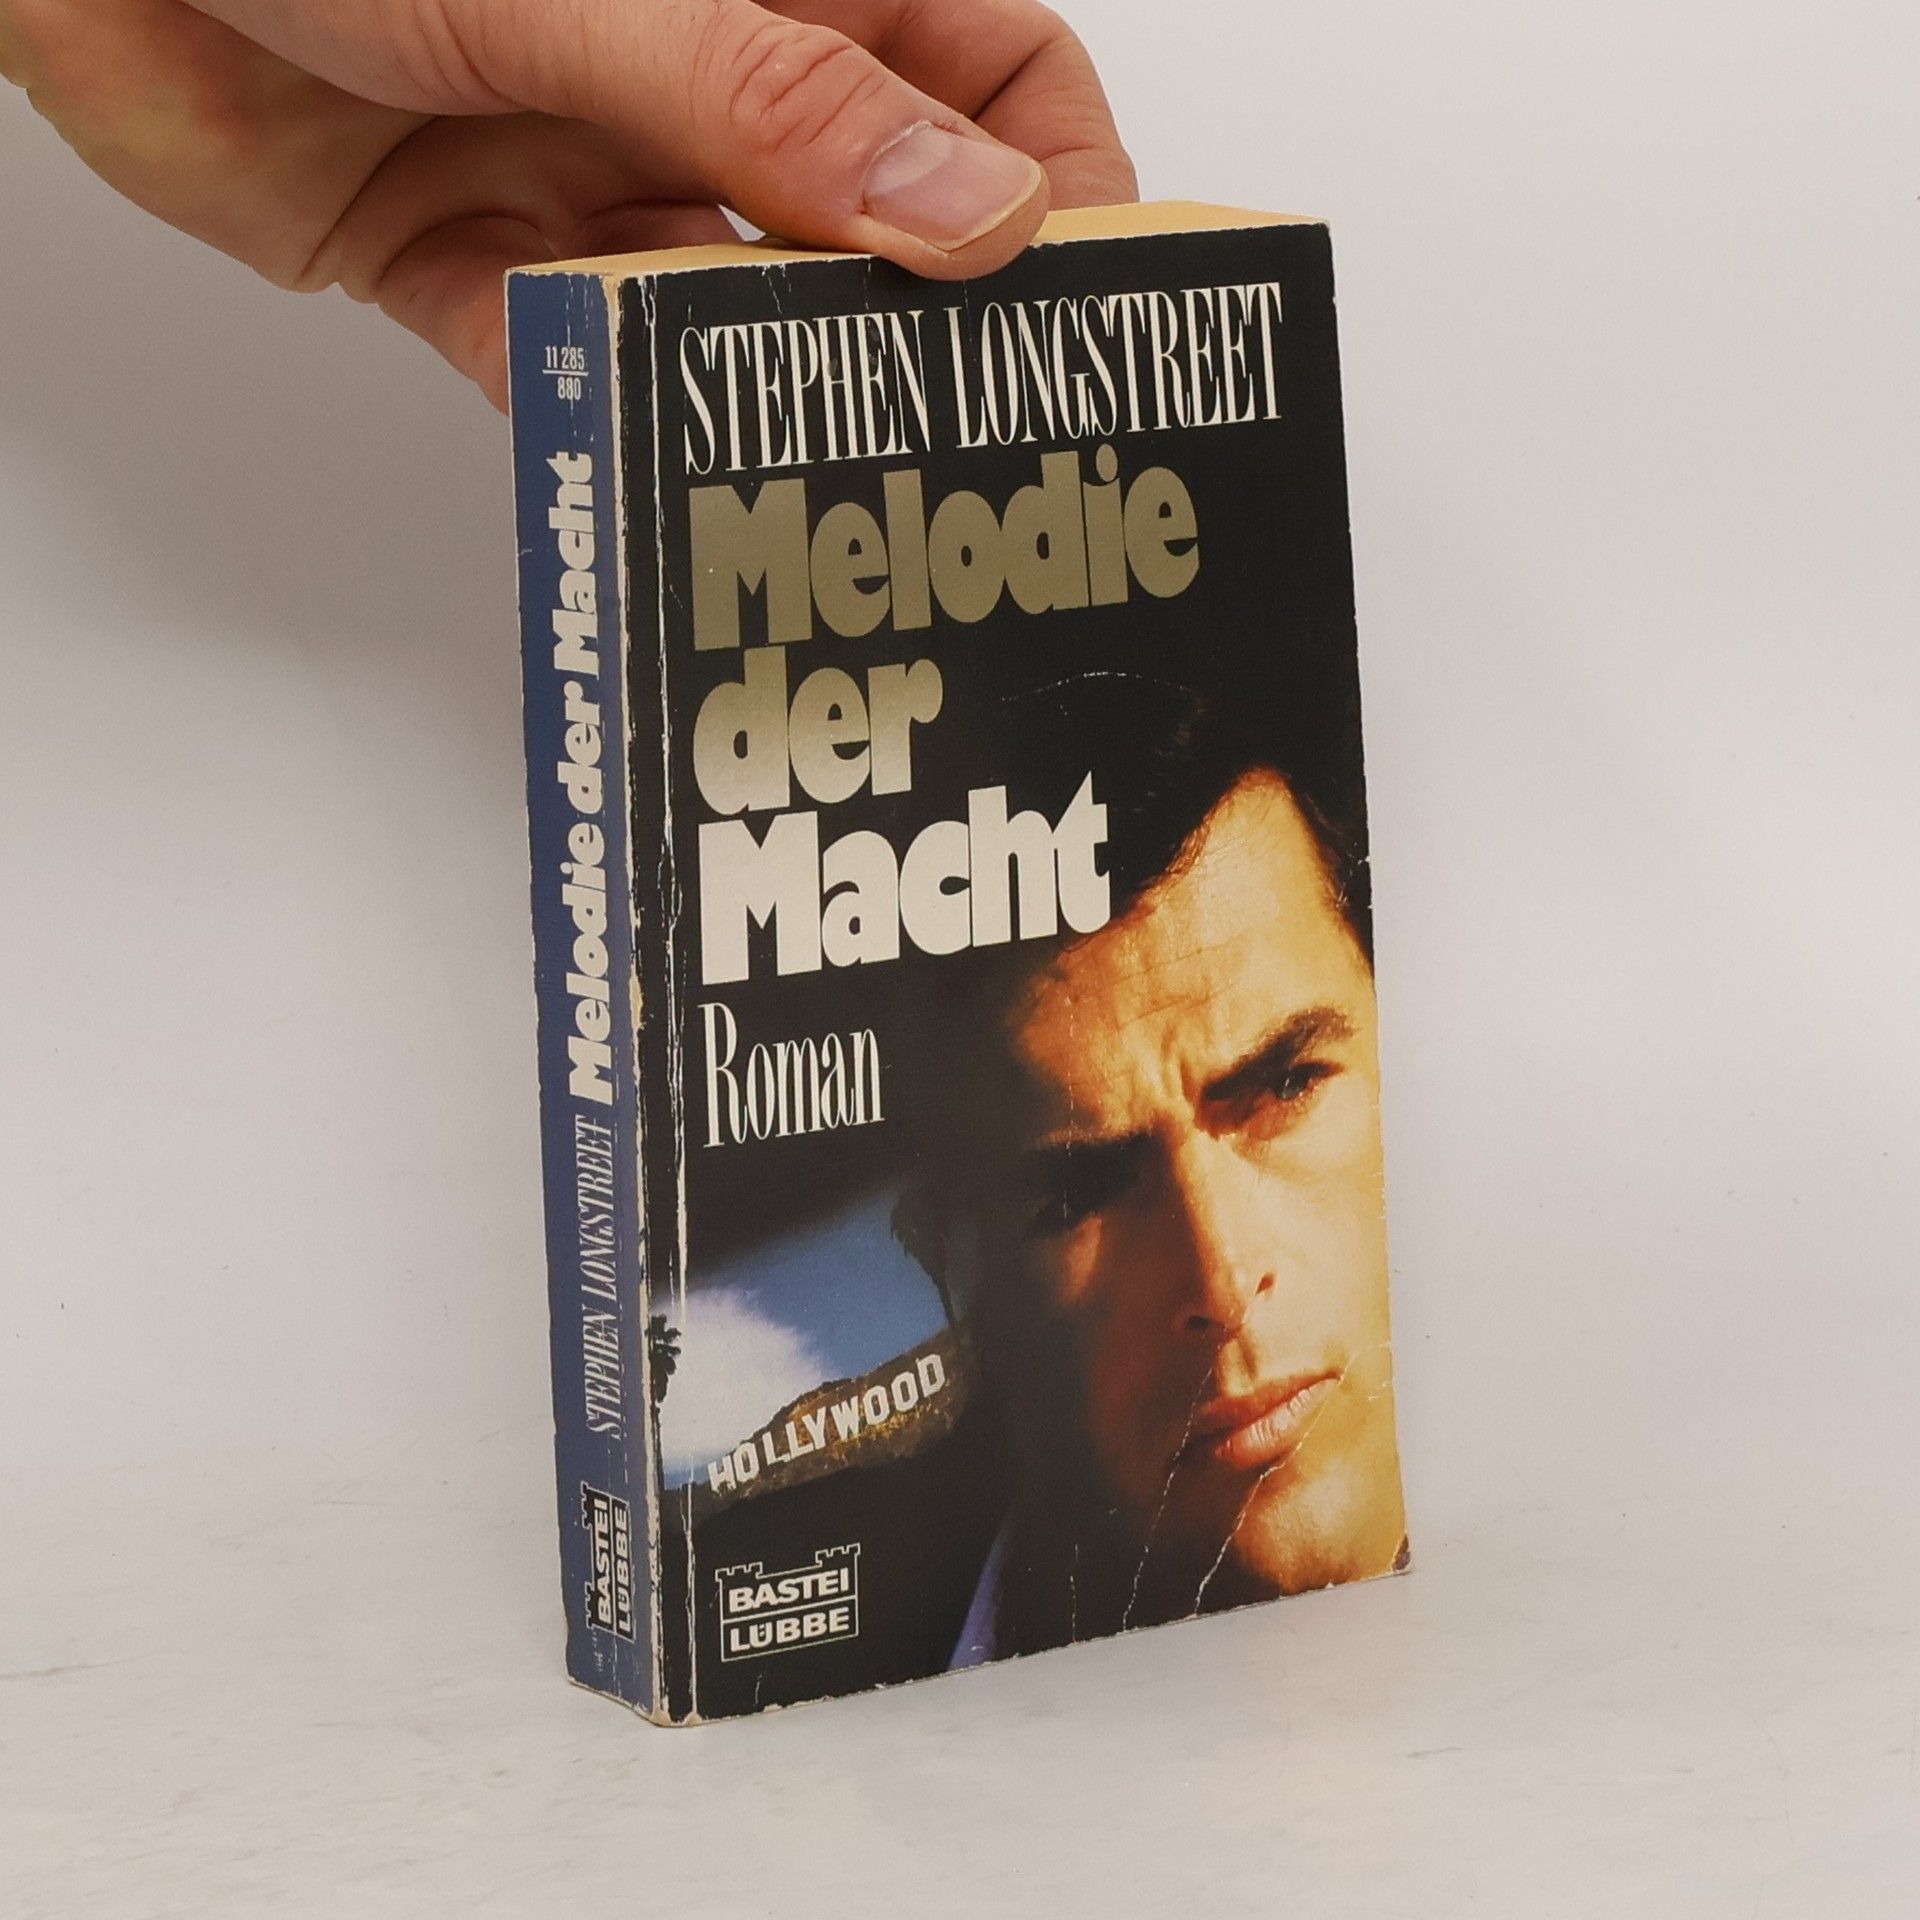 11 285
880
Melodie der Macht
STEPHEN LONGSTREET
BASTEI
LÜBBE
STEPHEN LONGSTREET
Melodie
der
Macht
Roman
HOLLYWOOD
BASTEI
LÜBBE